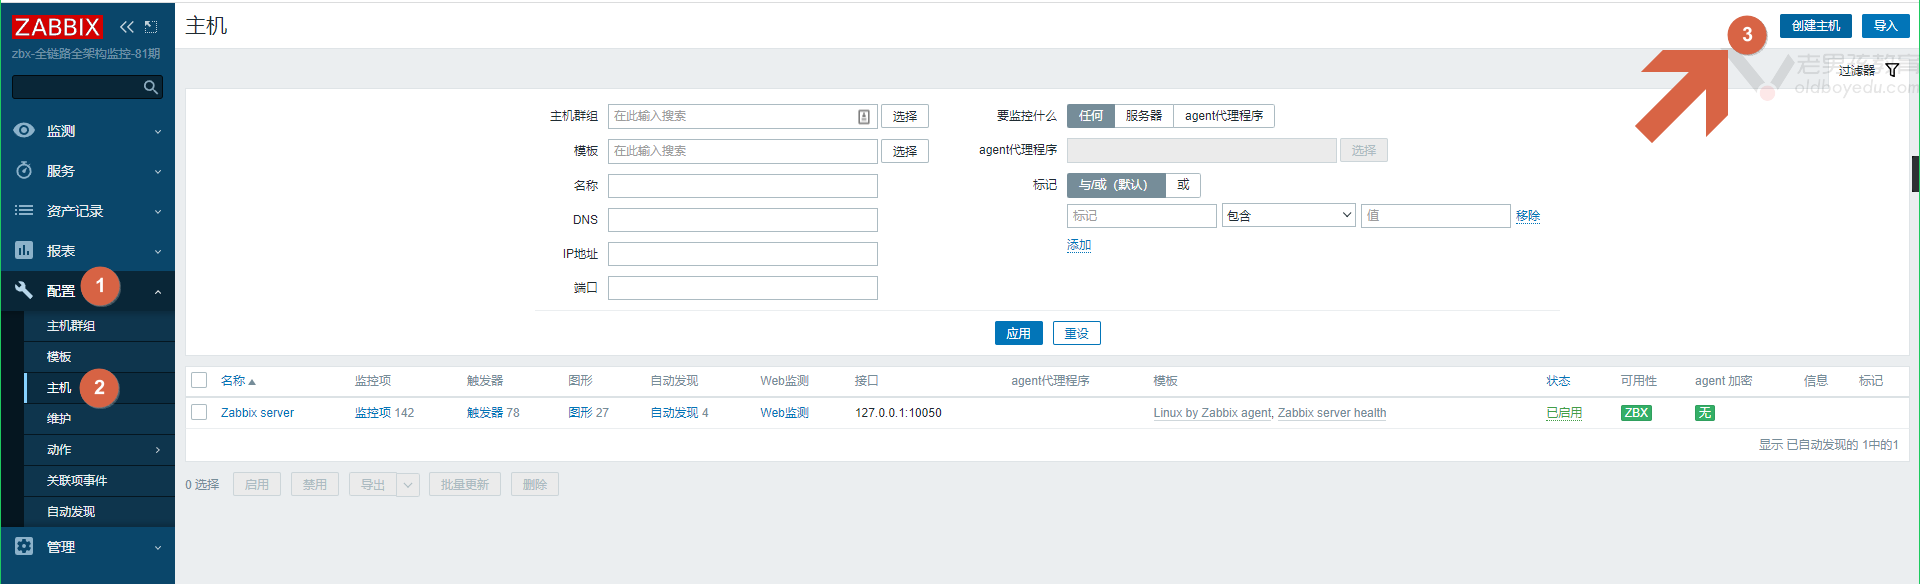 ZABBIX
主机
3
创建主机 导入
zbx-全链路全架构监控-81期
老男孩教育
过滤器
oldboyedu.com
主机群组 在此输入搜索 选择 要监控什么 任何 服务器 agent代理程序
监测
模板 在此输入搜索 选择 agent代理程序 选择
服务
名称 标记 与/或（默认） 或
资产记录
DNS 标记 包含 值 移除
报表
IP地址 添加
配置 1
端口
主机群组
应用 重设
模板
主机 2
名称 监控项 触发器 图形 自动发现 Web监测 接口 agent代理程序 模板 状态 可用性 agent 加密 信息 标记
维护
Zabbix server 监控项 142 触发器 78 图形 27 自动发现 4 Web监测 127.0.0.1:10050 Linux by Zabbix agent, Zabbix server health 已启用 ZBX 无
动作
显示 已自动发现的 1中的1
关联项事件
0 选择 启用 禁用 导出 批量更新 删除
自动发现
管理